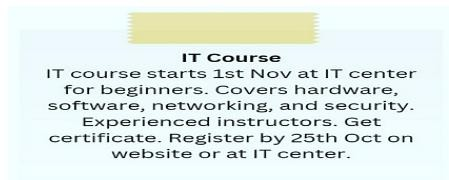 IT Course
IT course starts 1st Nov at IT center
for beginners. Covers hardware,
software, networking, and security.
Experienced instructors. Get
certificate. Register by 25th Oct on
website or at IT center.